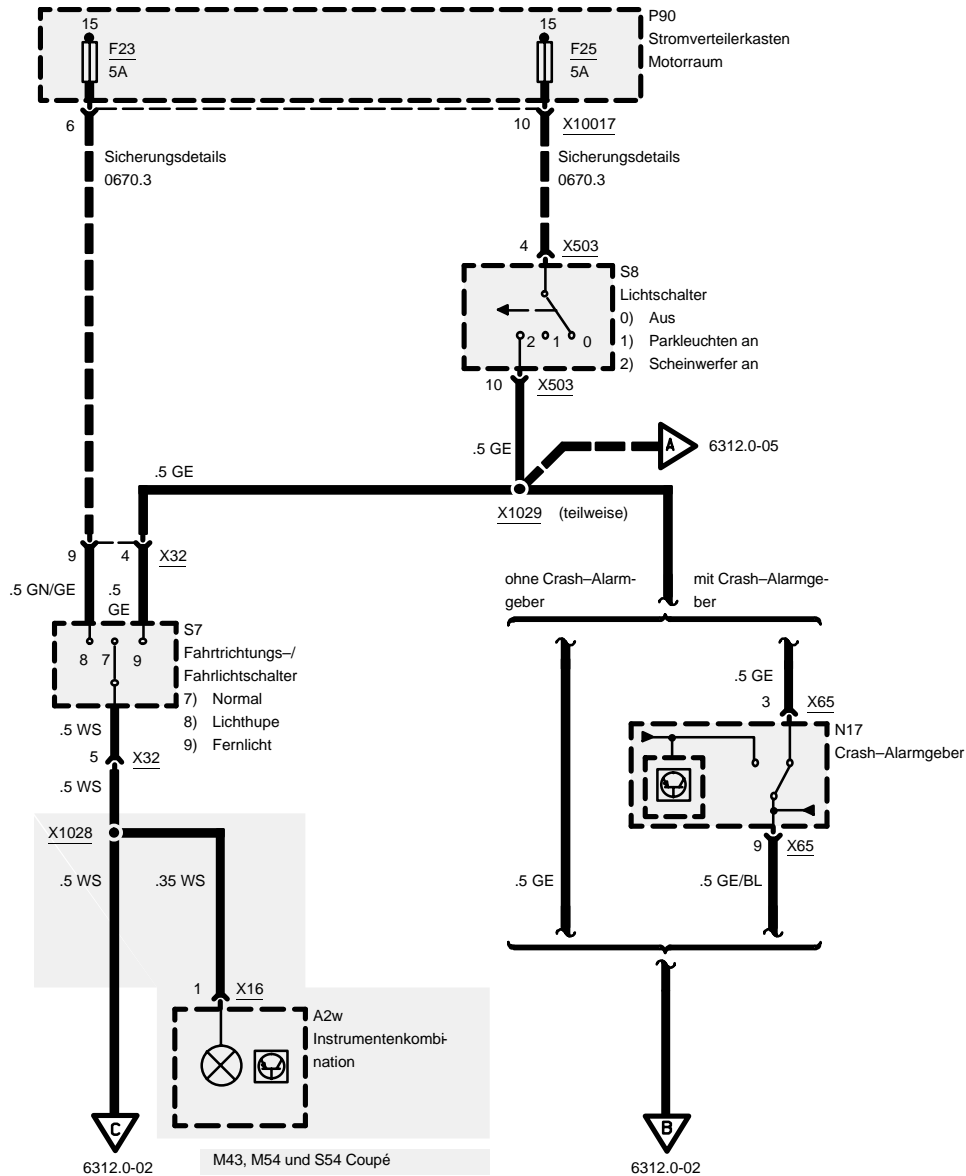 P90
Stromverteilerkasten
Motorraum
15
F23
5A
15
F25
5A
6
10
X10017
Sicherungsdetails
0670.3
Sicherungsdetails
0670.3
4
X503
S8
Lichtschalter
0) Aus
1) Parkleuchten an
2) Scheinwerfer an
2 1 0
10
X503
.5 GE
A
6312.0-05
.5 GE
X1029
(teilweise)
9
4
X32
.5 GN/GE
.5
GE
ohne Crash–Alarm-
geber
mit Crash–Alarmge-
ber
S7
Fahrtrichtungs–/
Fahrlichtschalter
7) Normal
8) Lichthupe
9) Fernlicht
8 7 9
.5 WS
5
X32
.5 WS
.5 GE
3
X65
N17
Crash–Alarmgeber
X1028
.5 WS
.35 WS
9
X65
.5 GE
.5 GE/BL
1
X16
A2w
Instrumentenkombi-
nation
C
6312.0-02
M43, M54 und S54 Coupé
B
6312.0-02